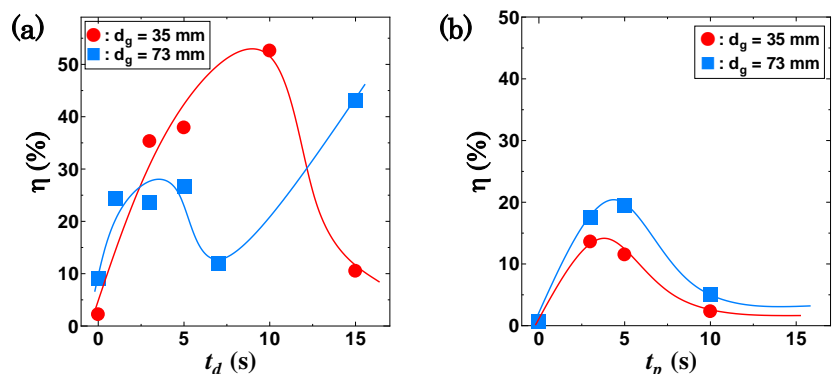 (a)
: d_g = 35 mm
: d_g = 73 mm
η (%)
50
40
30
20
10
0
0 5 10 15
t_d (s)
(b)
: d_g = 35 mm
: d_g = 73 mm
η (%)
50
40
30
20
10
0
0 5 10 15
t_p (s)